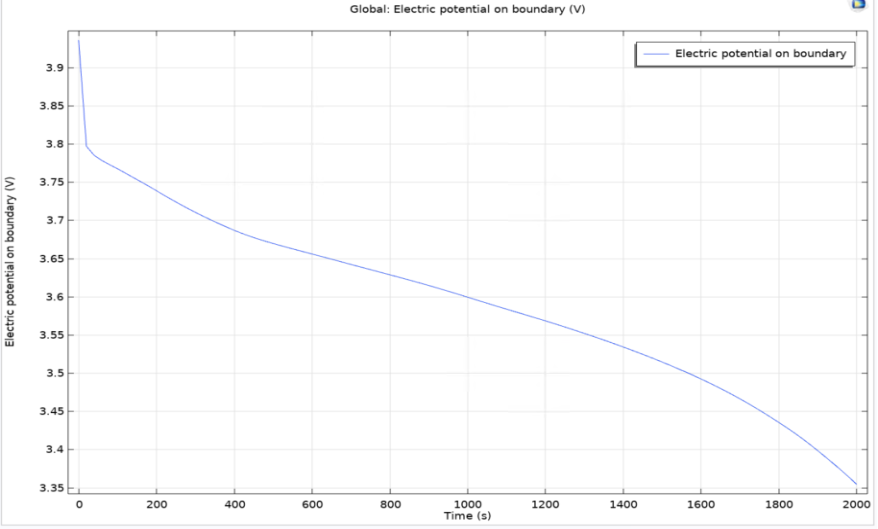 Global: Electric potential on boundary (V)
Electric potential on boundary
3.9
3.85
3.8
3.75
3.7
3.65
3.6
3.55
3.5
3.45
3.4
3.35
Electric potential on boundary (V)
0 200 400 600 800 1000 1200 1400 1600 1800 2000
Time (s)